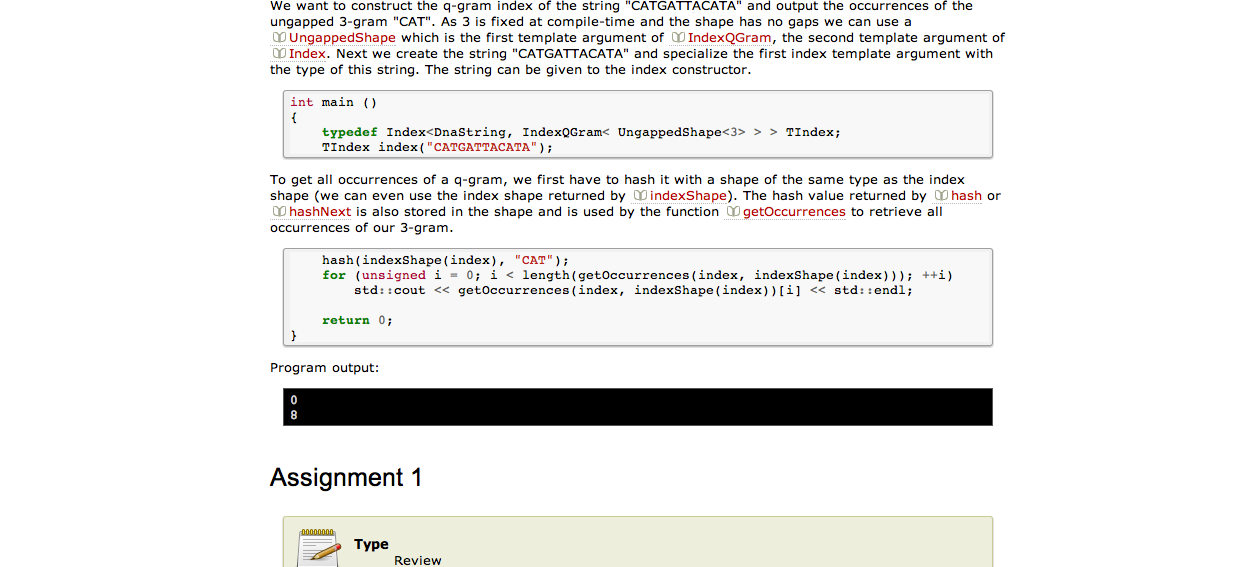 We want to construct the q-gram index of the string "CATGATTACATA" and output the occurrences of the
ungapped 3-gram "CAT". As 3 is fixed at compile-time and the shape has no gaps we can use a
UngappedShape which is the first template argument of IndexQGram, the second template argument of
Index. Next we create the string "CATGATTACATA" and specialize the first index template argument with
the type of this string. The string can be given to the index constructor.
int main ()
{
    typedef Index<DnaString, IndexQGram< UngappedShape<3> > > TIndex;
    TIndex index("CATGATTACATA");
To get all occurrences of a q-gram, we first have to hash it with a shape of the same type as the index
shape (we can even use the index shape returned by indexShape). The hash value returned by hash or
hashNext is also stored in the shape and is used by the function getOccurrences to retrieve all
occurrences of our 3-gram.
    hash(indexShape(index), "CAT");
    for (unsigned i = 0; i < length(getOccurrences(index, indexShape(index))); ++i)
        std::cout << getOccurrences(index, indexShape(index))[i] << std::endl;
    return 0;
}
Program output:
0
8
Assignment 1
Type
Review